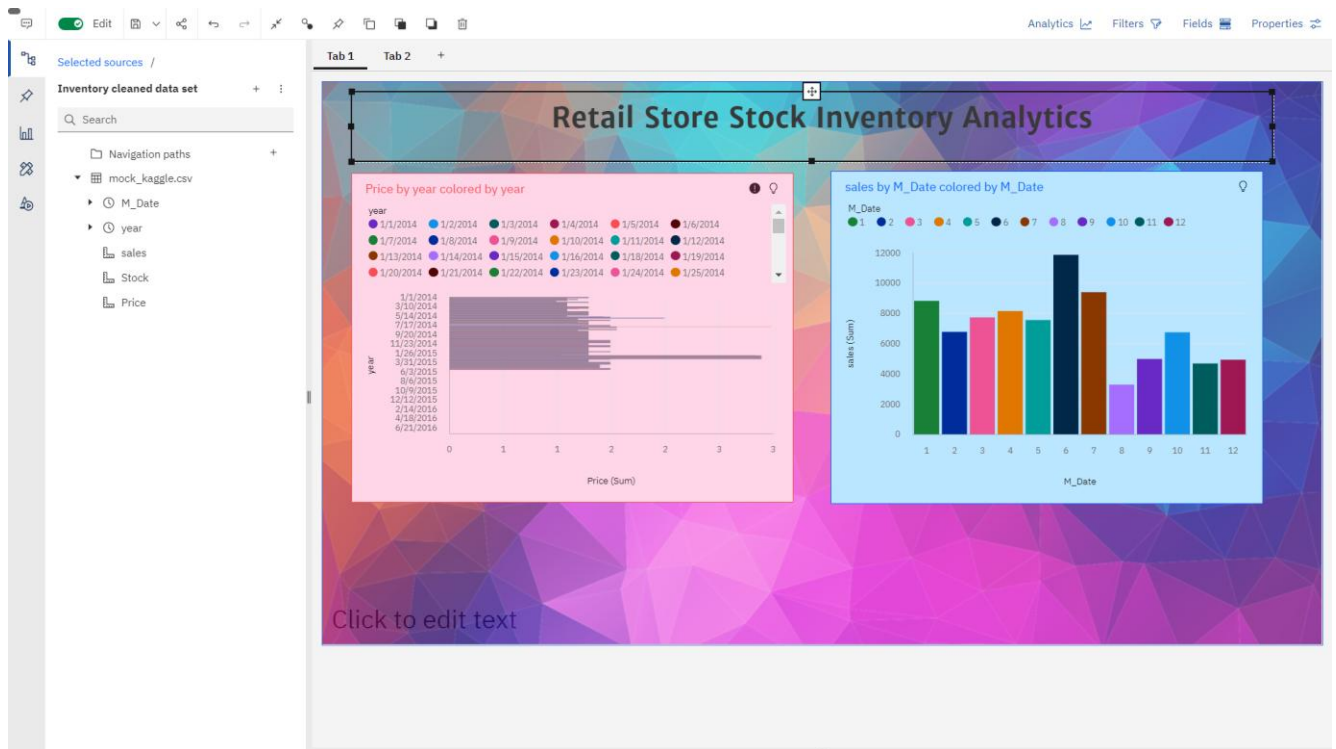 Edit
Analytics Filters Fields Properties
Selected sources /
Inventory cleaned data set
Search
Navigation paths
mock_kaggle.csv
M_Date
year
sales
Stock
Price
Tab 1 Tab 2 +
Retail Store Stock Inventory Analytics
Price by year colored by year
year
1/1/2014 1/2/2014 1/3/2014 1/4/2014 1/5/2014 1/6/2014
1/7/2014 1/8/2014 1/9/2014 1/10/2014 1/11/2014 1/12/2014
1/13/2014 1/14/2014 1/15/2014 1/16/2014 1/18/2014 1/19/2014
1/20/2014 1/21/2014 1/22/2014 1/23/2014 1/24/2014 1/25/2014
year
1/1/2014
3/10/2014
5/14/2014
7/17/2014
9/20/2014
11/23/2014
1/26/2015
3/31/2015
6/3/2015
8/6/2015
10/9/2015
12/12/2015
2/14/2016
4/18/2016
6/21/2016
0 1 1 2 2 3 3
Price (Sum)
sales by M_Date colored by M_Date
M_Date
1 2 3 4 5 6 7 8 9 10 11 12
sales (Sum)
12000
10000
8000
6000
4000
2000
0
1 2 3 4 5 6 7 8 9 10 11 12
M_Date
Click to edit text